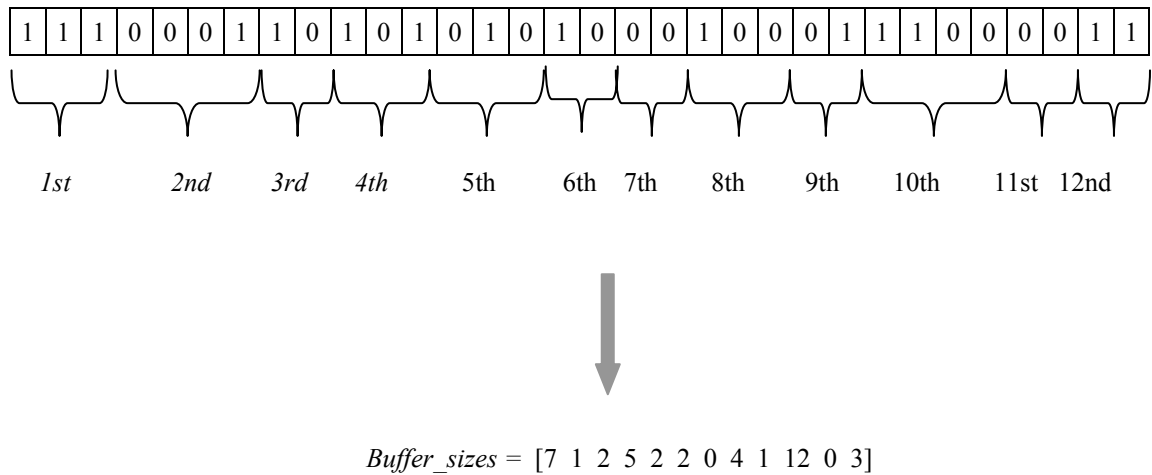 1 1 1 0 0 0 1 1 0 1 0 1 0 1 0 1 0 0 0 1 0 0 0 1 1 1 0 0 0 0 1 1
1st 2nd 3rd 4th 5th 6th 7th 8th 9th 10th 11st 12nd
Buffer_sizes = [7 1 2 5 2 2 0 4 1 12 0 3]